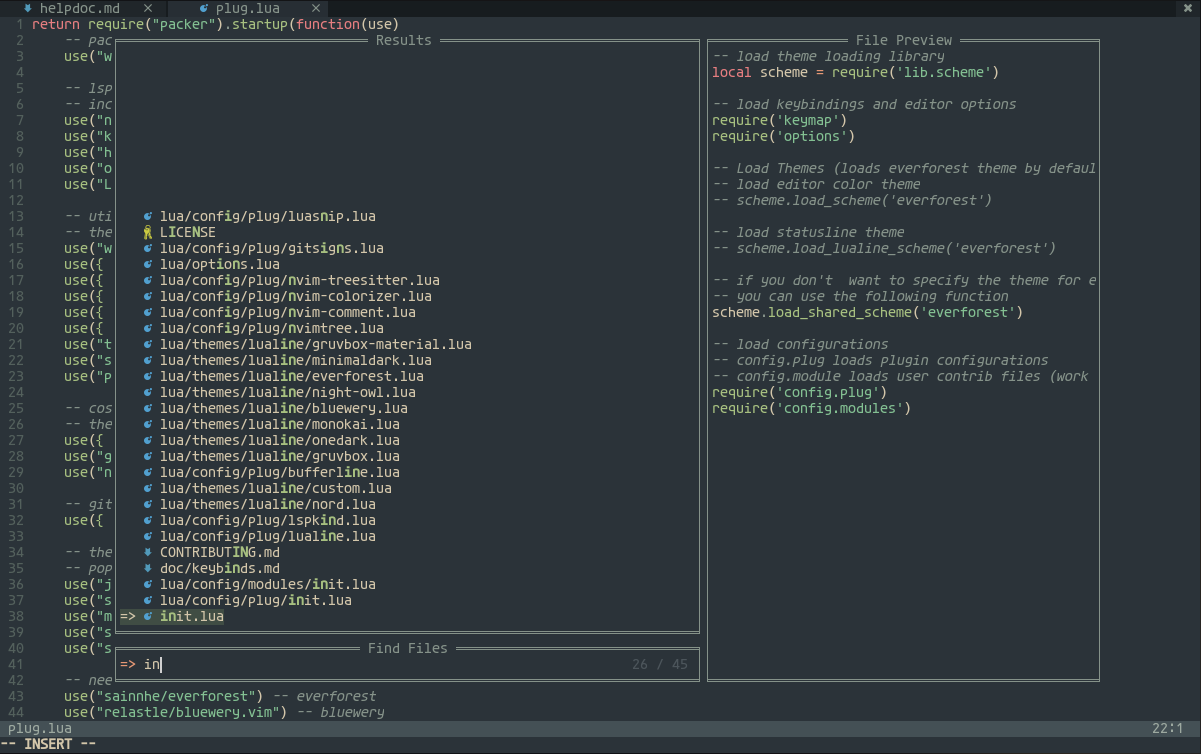 helpdoc.md × plug.lua ×
1 return require("packer").startup(function(use)
2 -- pac
3 use("w
4
5 -- lsp
6 -- inc
7 use("n
8 use("k
9 use("h
10 use("o
11 use("L
12
13 -- uti
14 -- the
15 use("w
16 use({
17 use({
18 use({
19 use({
20 use({
21 use("t
22 use("s
23 use("p
24
25 -- cos
26 -- the
27 use({
28 use("g
29 use("n
30
31 -- git
32 use({
33
34 -- the
35 -- pop
36 use("j
37 use("s
38 use("m
39 use("s
40 use("s
41
42 -- nee
43 use("sainnhe/everforest") -- everforest
44 use("relastle/bluewery.vim") -- bluewery
Results
lua/config/plug/luasnip.lua
LICENSE
lua/config/plug/gitsigns.lua
lua/options.lua
lua/config/plug/nvim-treesitter.lua
lua/config/plug/nvim-colorizer.lua
lua/config/plug/nvim-comment.lua
lua/config/plug/nvimtree.lua
lua/themes/lualine/gruvbox-material.lua
lua/themes/lualine/minimaldark.lua
lua/themes/lualine/everforest.lua
lua/themes/lualine/night-owl.lua
lua/themes/lualine/bluewery.lua
lua/themes/lualine/monokai.lua
lua/themes/lualine/onedark.lua
lua/themes/lualine/gruvbox.lua
lua/config/plug/bufferline.lua
lua/themes/lualine/custom.lua
lua/themes/lualine/nord.lua
lua/config/plug/lspkind.lua
lua/config/plug/lualine.lua
CONTRIBUTING.md
doc/keybinds.md
lua/config/modules/init.lua
lua/config/plug/init.lua
=> init.lua
Find Files
=> in 26 / 45
File Preview
-- load theme loading library
local scheme = require('lib.scheme')
-- load keybindings and editor options
require('keymap')
require('options')
-- Load Themes (loads everforest theme by defaul
-- load editor color theme
-- scheme.load_scheme('everforest')
-- load statusline theme
-- scheme.load_lualine_scheme('everforest')
-- if you don't  want to specify the theme for e
-- you can use the following function
scheme.load_shared_scheme('everforest')
-- load configurations
-- config.plug loads plugin configurations
-- config.module loads user contrib files (work
require('config.plug')
require('config.modules')
plug.lua 22:1
-- INSERT --